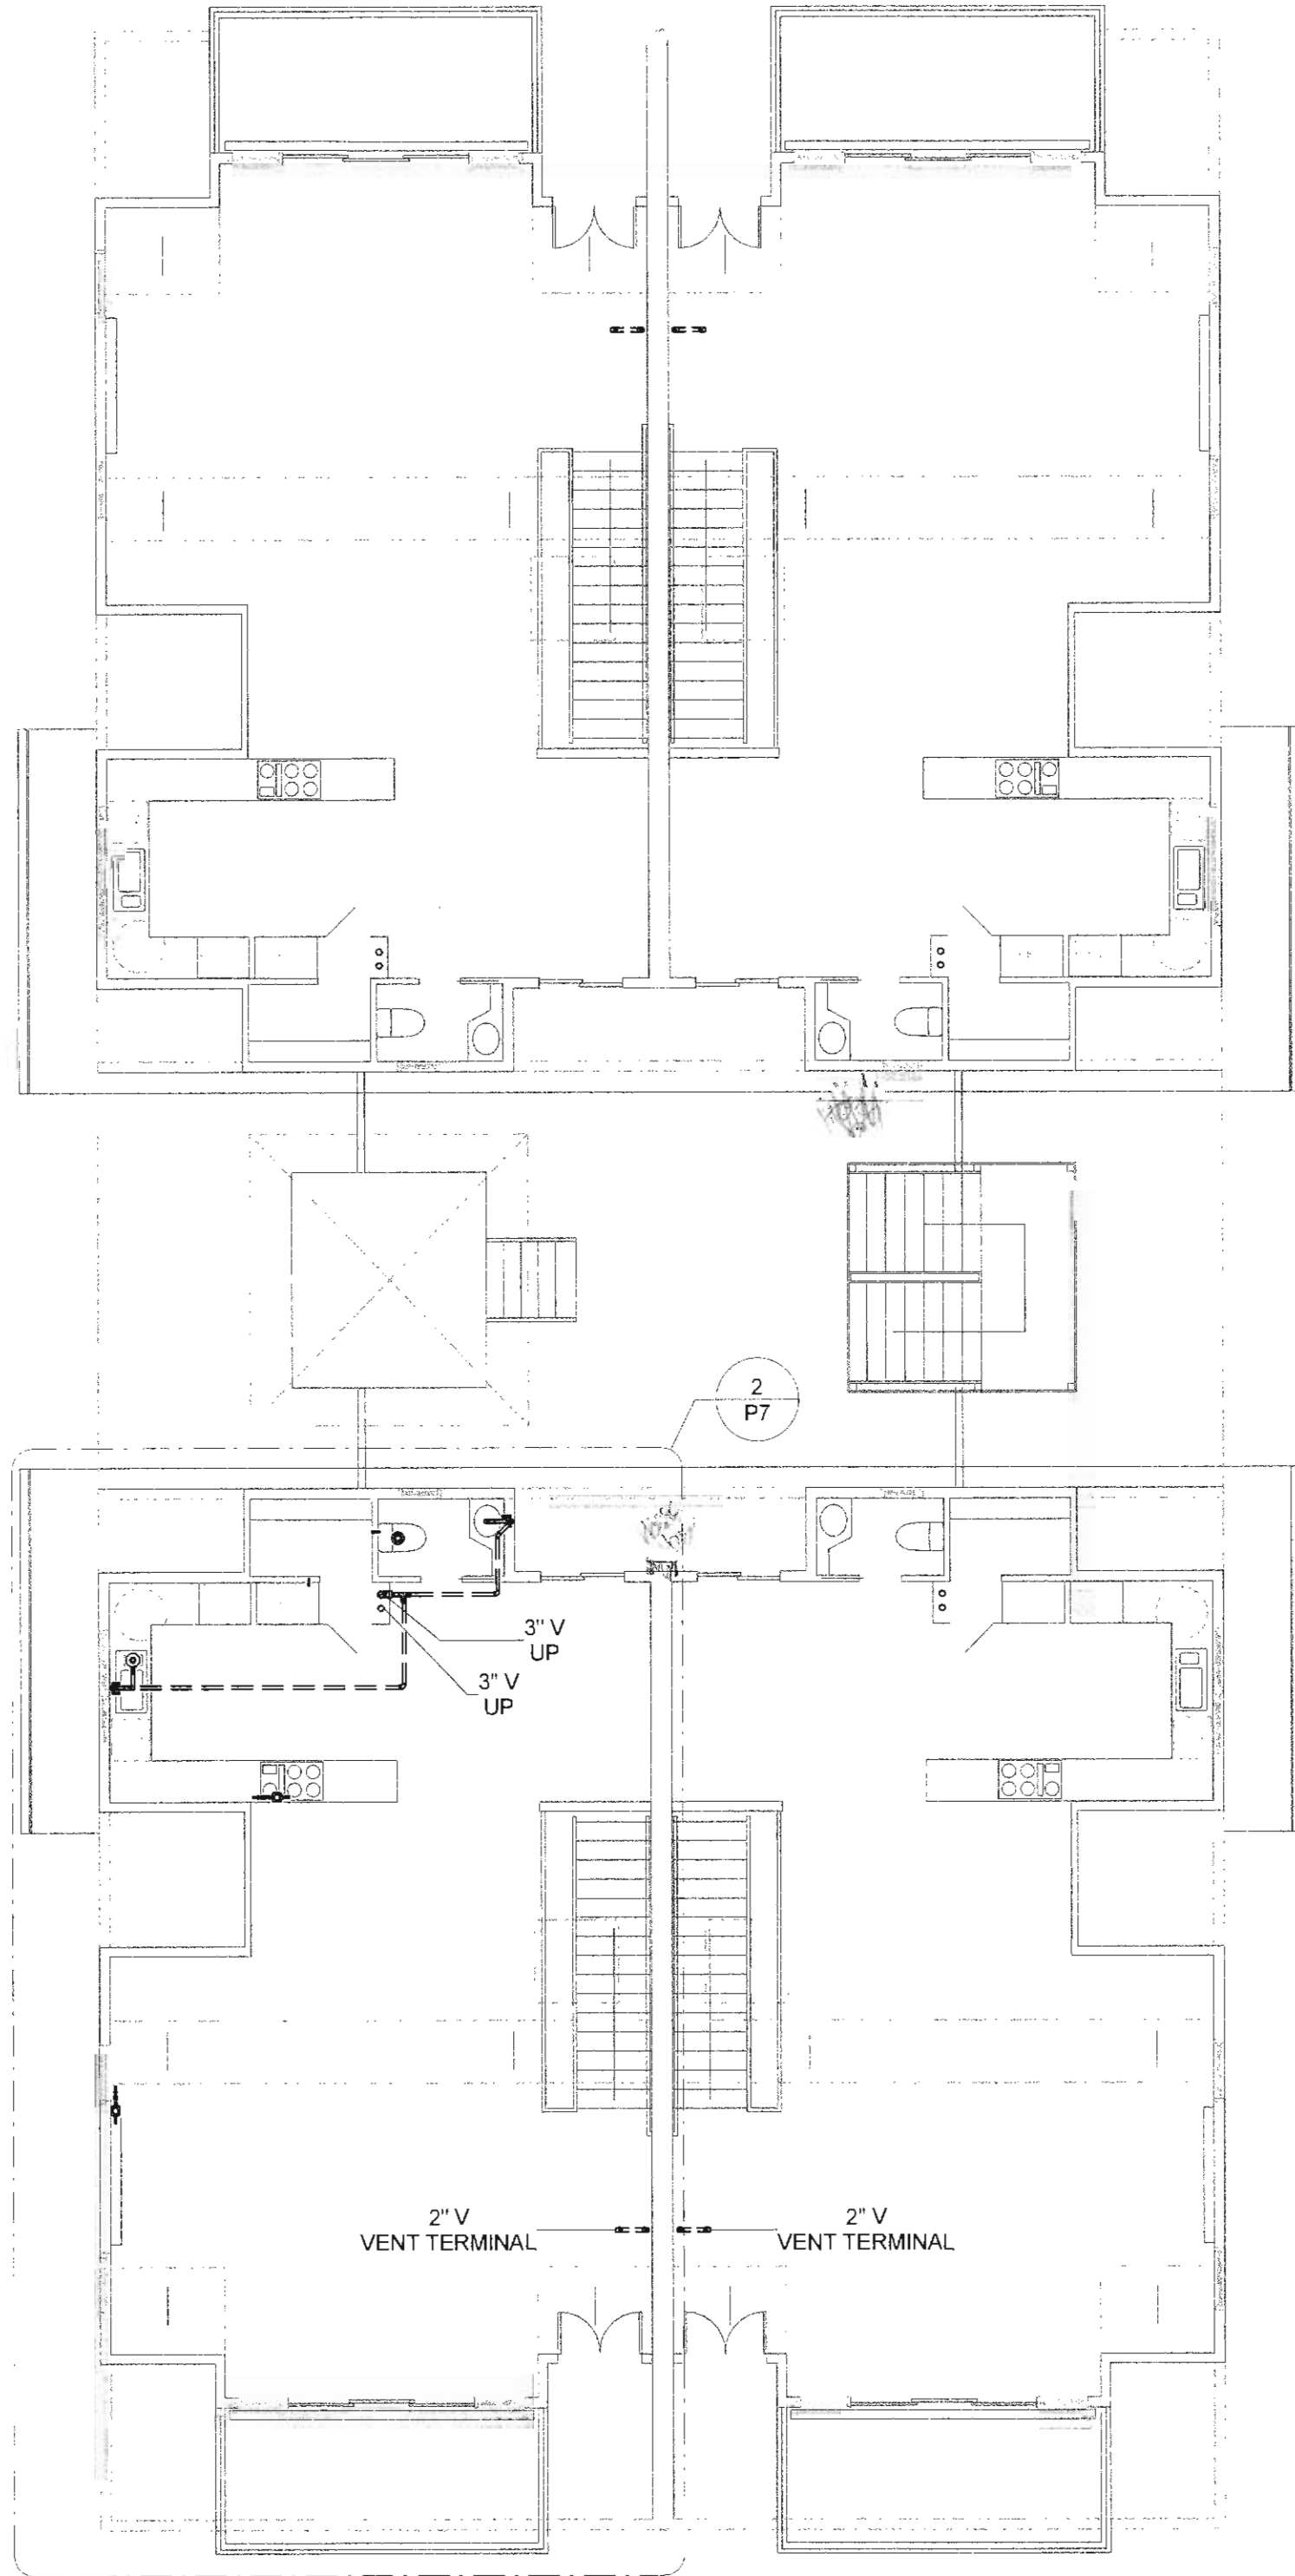 2
P7
3" V
UP
3" V
UP
2" V
VENT TERMINAL
2" V
VENT TERMINAL